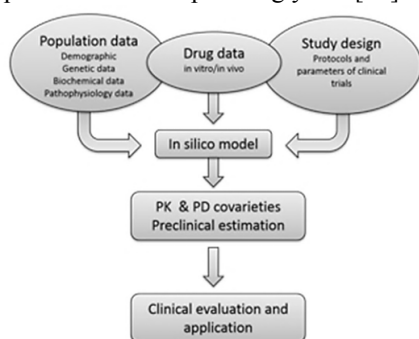 Population data
Demographic
Genetic data
Biochemical data
Pathophysiology data
Drug data
in vitro/in vivo
Study design
Protocols and
parameters of clinical
trials
In silico model
PK & PD covarieties
Preclinical estimation
Clinical evaluation and
application